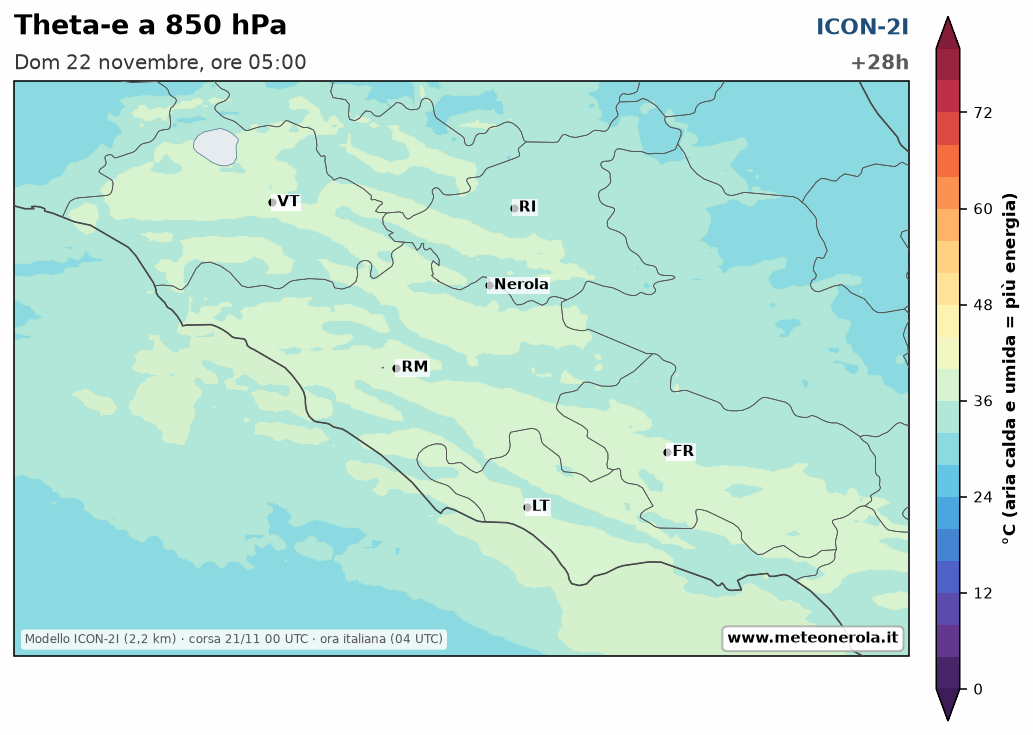 Theta-e a 850 hPa
ICON-2I
Dom 22 novembre, ore 05:00
+28h
VT
RI
Nerola
RM
FR
LT
Modello ICON-2I (2,2 km) · corsa 21/11 00 UTC · ora italiana (04 UTC)
www.meteonerola.it
72
60
48
36
24
12
0
°C (aria calda e umida = più energia)